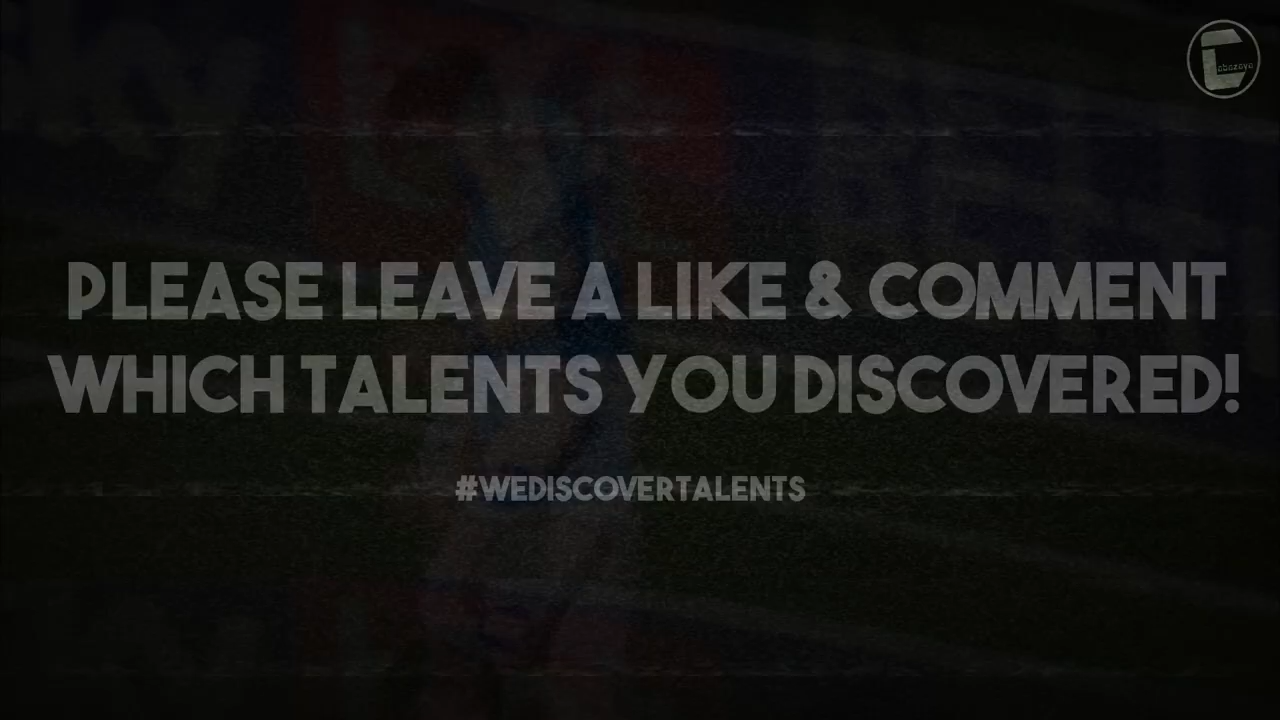 PLEASE LEAVE A LIKE & COMMENT
WHICH TALENTS YOU DISCOVERED!
#WEDISCOVERTALENTS